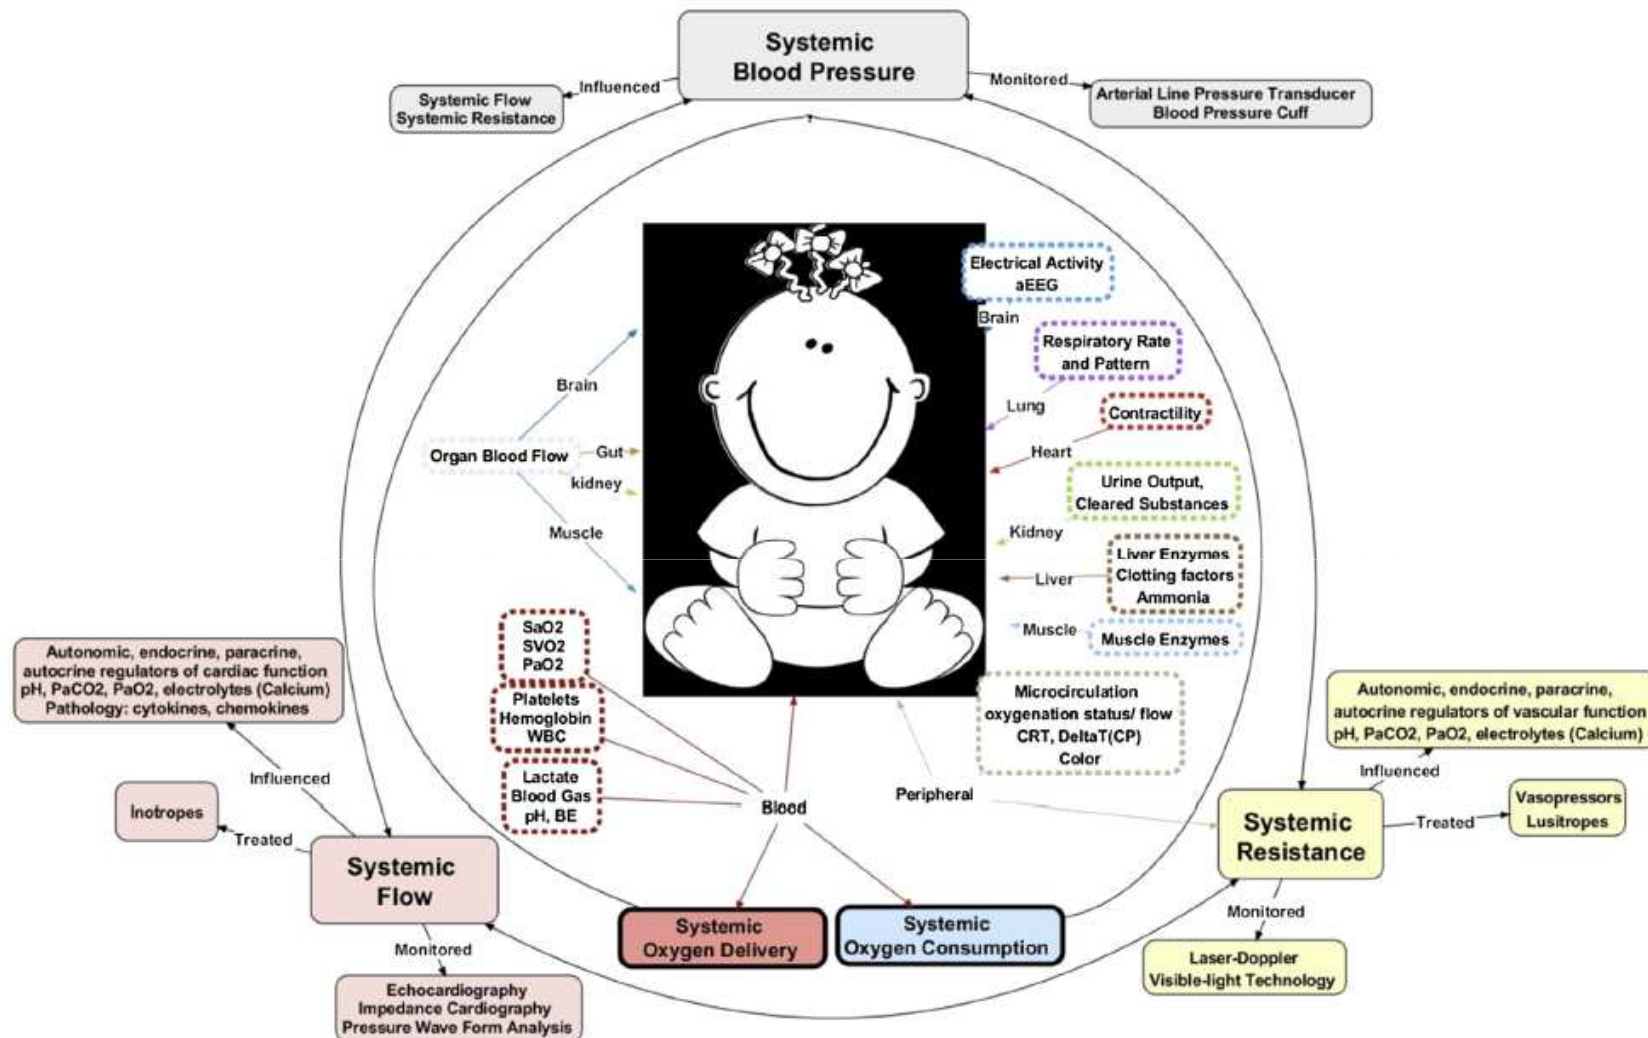 Systemic
Blood Pressure
Influenced
Systemic Flow
Systemic Resistance
Monitored
Arterial Line Pressure Transducer
Blood Pressure Cuff
?
Electrical Activity
aEEG
Brain
Respiratory Rate
and Pattern
Lung
Contractility
Heart
Urine Output,
Cleared Substances
Kidney
Liver Enzymes
Clotting factors
Ammonia
Liver
Muscle Enzymes
Muscle
Brain
Organ Blood Flow
Gut
kidney
Muscle
SaO2
SVO2
PaO2
Platelets
Hemoglobin
WBC
Lactate
Blood Gas
pH, BE
Blood
Microcirculation
oxygenation status/ flow
CRT, DeltaT(CP)
Color
Peripheral
Autonomic, endocrine, paracrine,
autocrine regulators of cardiac function
pH, PaCO2, PaO2, electrolytes (Calcium)
Pathology: cytokines, chemokines
Influenced
Inotropes
Treated
Systemic
Flow
Monitored
Echocardiography
Impedance Cardiography
Pressure Wave Form Analysis
Systemic
Oxygen Delivery
Systemic
Oxygen Consumption
Autonomic, endocrine, paracrine,
autocrine regulators of vascular function
pH, PaCO2, PaO2, electrolytes (Calcium)
Influenced
Vasopressors
Lusitropes
Treated
Systemic
Resistance
Monitored
Laser-Doppler
Visible-light Technology